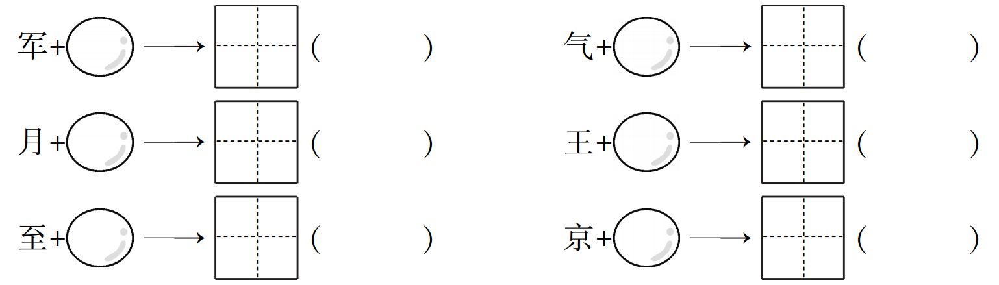 军+ → ( ) 气+ → ( )
月+ → ( ) 王+ → ( )
至+ → ( ) 京+ → ( )